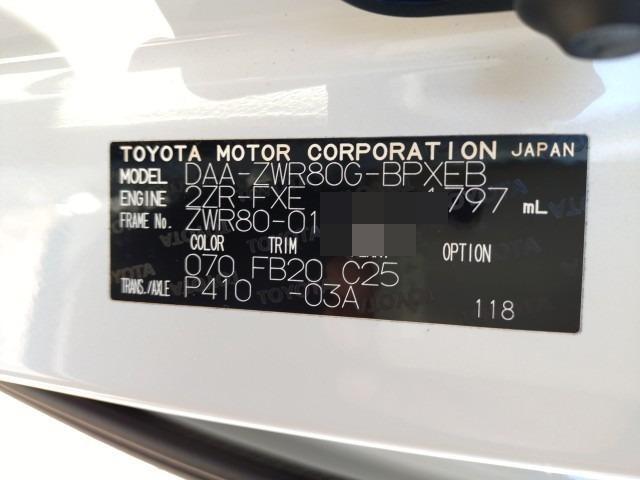 TOYOTA MOTOR CORPORATION JAPAN
MODEL DAA-ZWR80G-BPXEB
ENGINE 2ZR-FXE 1797 mL
FRAME No. ZWR80-01
COLOR TRIM OPTION
070 FB20 C25
TRANS./AXLE P410 -03A
118